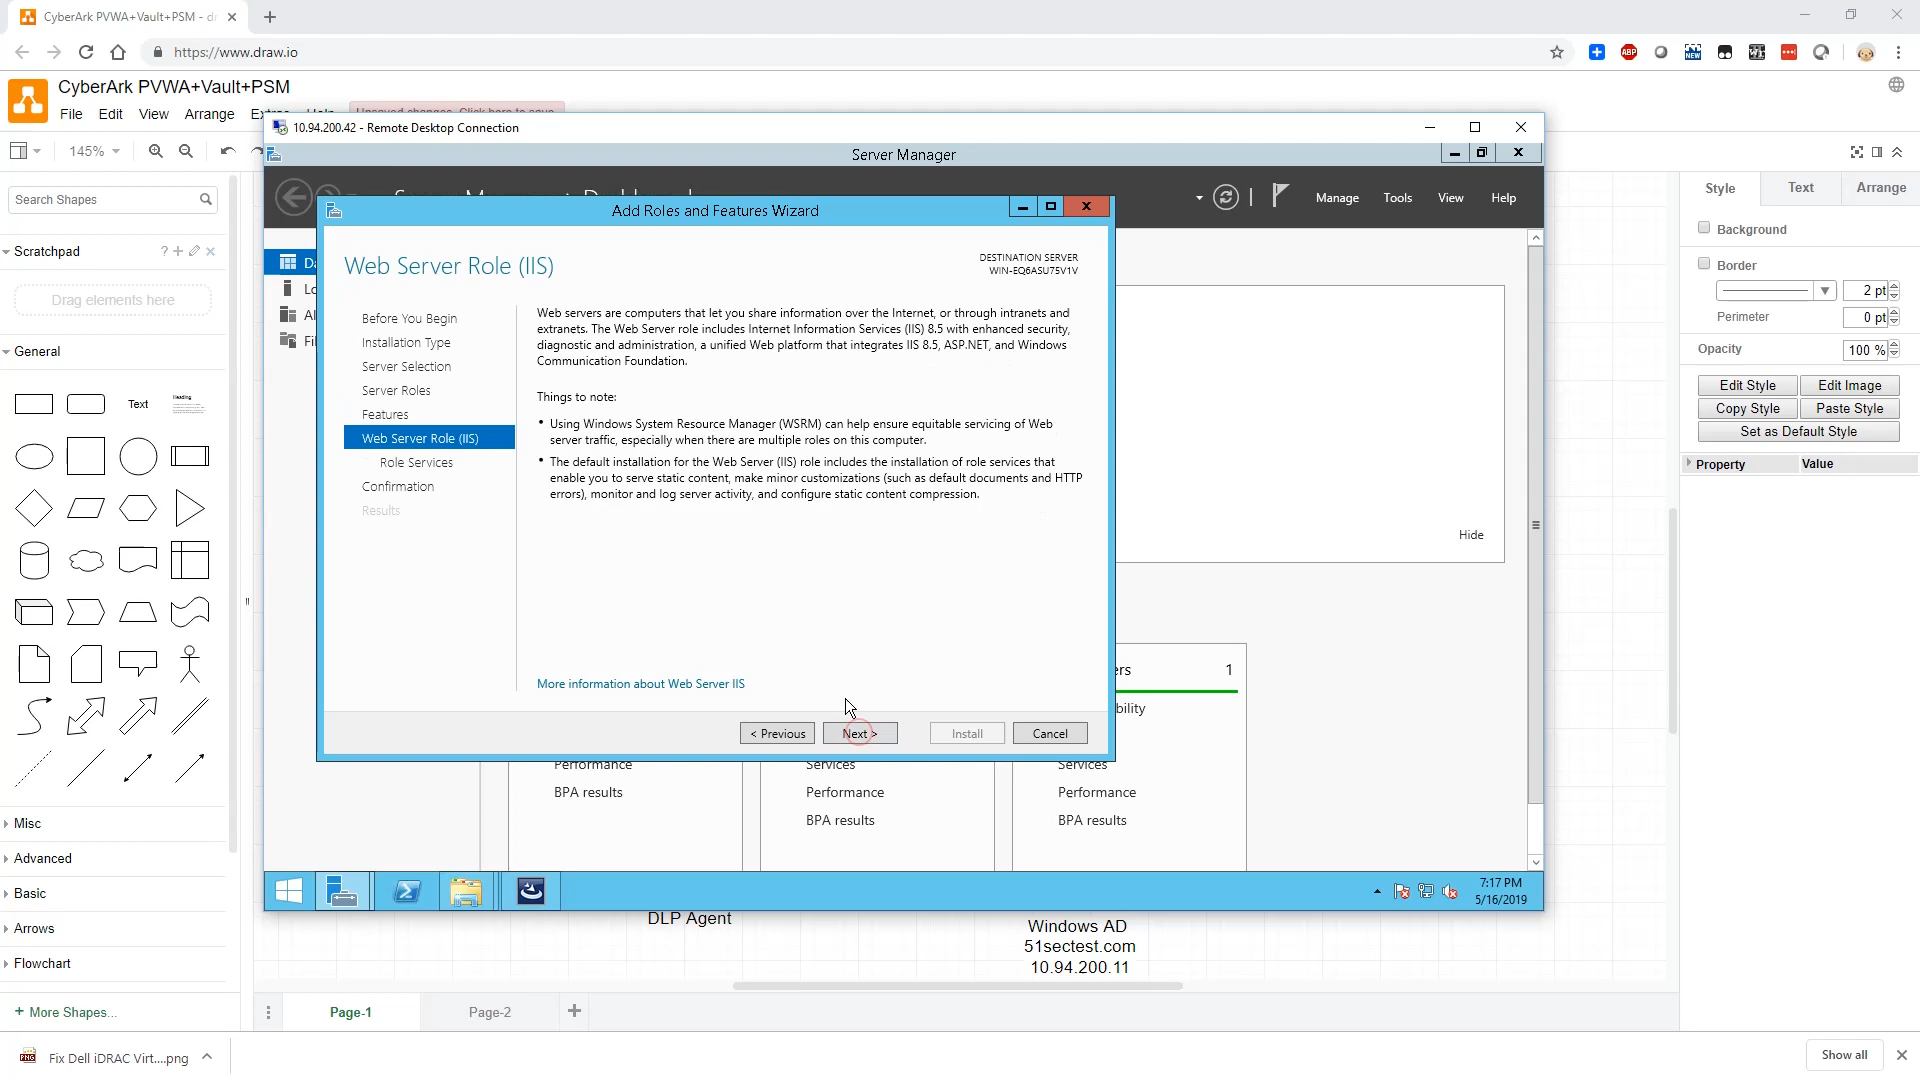 CyberArk PVWA+Vault+PSM - dr
https://www.draw.io
CyberArk PVWA+Vault+PSM
File Edit View Arrange
145%
10.94.200.42 - Remote Desktop Connection
Server Manager
Manage Tools View Help
Add Roles and Features Wizard
Web Server Role (IIS)
DESTINATION SERVER
WIN-EQ6ASU75V1V
Before You Begin
Installation Type
Server Selection
Server Roles
Features
Web Server Role (IIS)
Role Services
Confirmation
Results
Web servers are computers that let you share information over the Internet, or through intranets and
extranets. The Web Server role includes Internet Information Services (IIS) 8.5 with enhanced security,
diagnostic and administration, a unified Web platform that integrates IIS 8.5, ASP.NET, and Windows
Communication Foundation.
Things to note:
• Using Windows System Resource Manager (WSRM) can help ensure equitable servicing of Web
server traffic, especially when there are multiple roles on this computer.
• The default installation for the Web Server (IIS) role includes the installation of role services that
enable you to serve static content, make minor customizations (such as default documents and HTTP
errors), monitor and log server activity, and configure static content compression.
More information about Web Server IIS
< Previous Next > Install Cancel
Hide
ers 1
bility
Performance
BPA results
Services
Performance
BPA results
Services
Performance
BPA results
7:17 PM
5/16/2019
DLP Agent
Windows AD
51sectest.com
10.94.200.11
Search Shapes
Scratchpad
Drag elements here
General
Text
Heading
Misc
Advanced
Basic
Arrows
Flowchart
+ More Shapes...
Page-1
Page-2
Style Text Arrange
Background
Border
2 pt
Perimeter 0 pt
Opacity 100 %
Edit Style Edit Image
Copy Style Paste Style
Set as Default Style
Property Value
Fix Dell iDRAC Virt....png
Show all